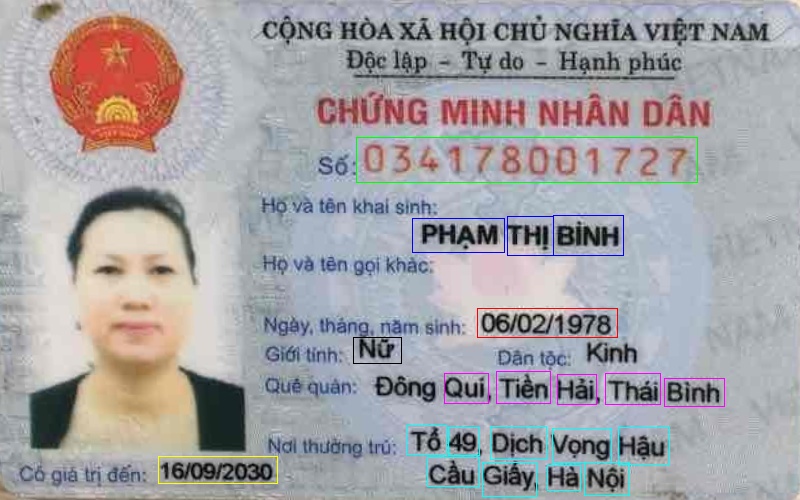 CỘNG HÒA XÃ HỘI CHỦ NGHĨA VIỆT NAM
Độc lập - Tự do - Hạnh phúc
CHỨNG MINH NHÂN DÂN
Số: 034178001727
Họ và tên khai sinh:
PHẠM THỊ BÌNH
Họ và tên gọi khác:
Ngày, tháng, năm sinh: 06/02/1978
Giới tính: Nữ Dân tộc: Kinh
Quê quán: Đông Quí, Tiền Hải, Thái Bình
Nơi thường trú: Tổ 49, Dịch Vọng Hậu
Cầu Giấy, Hà Nội
Có giá trị đến: 16/09/2030